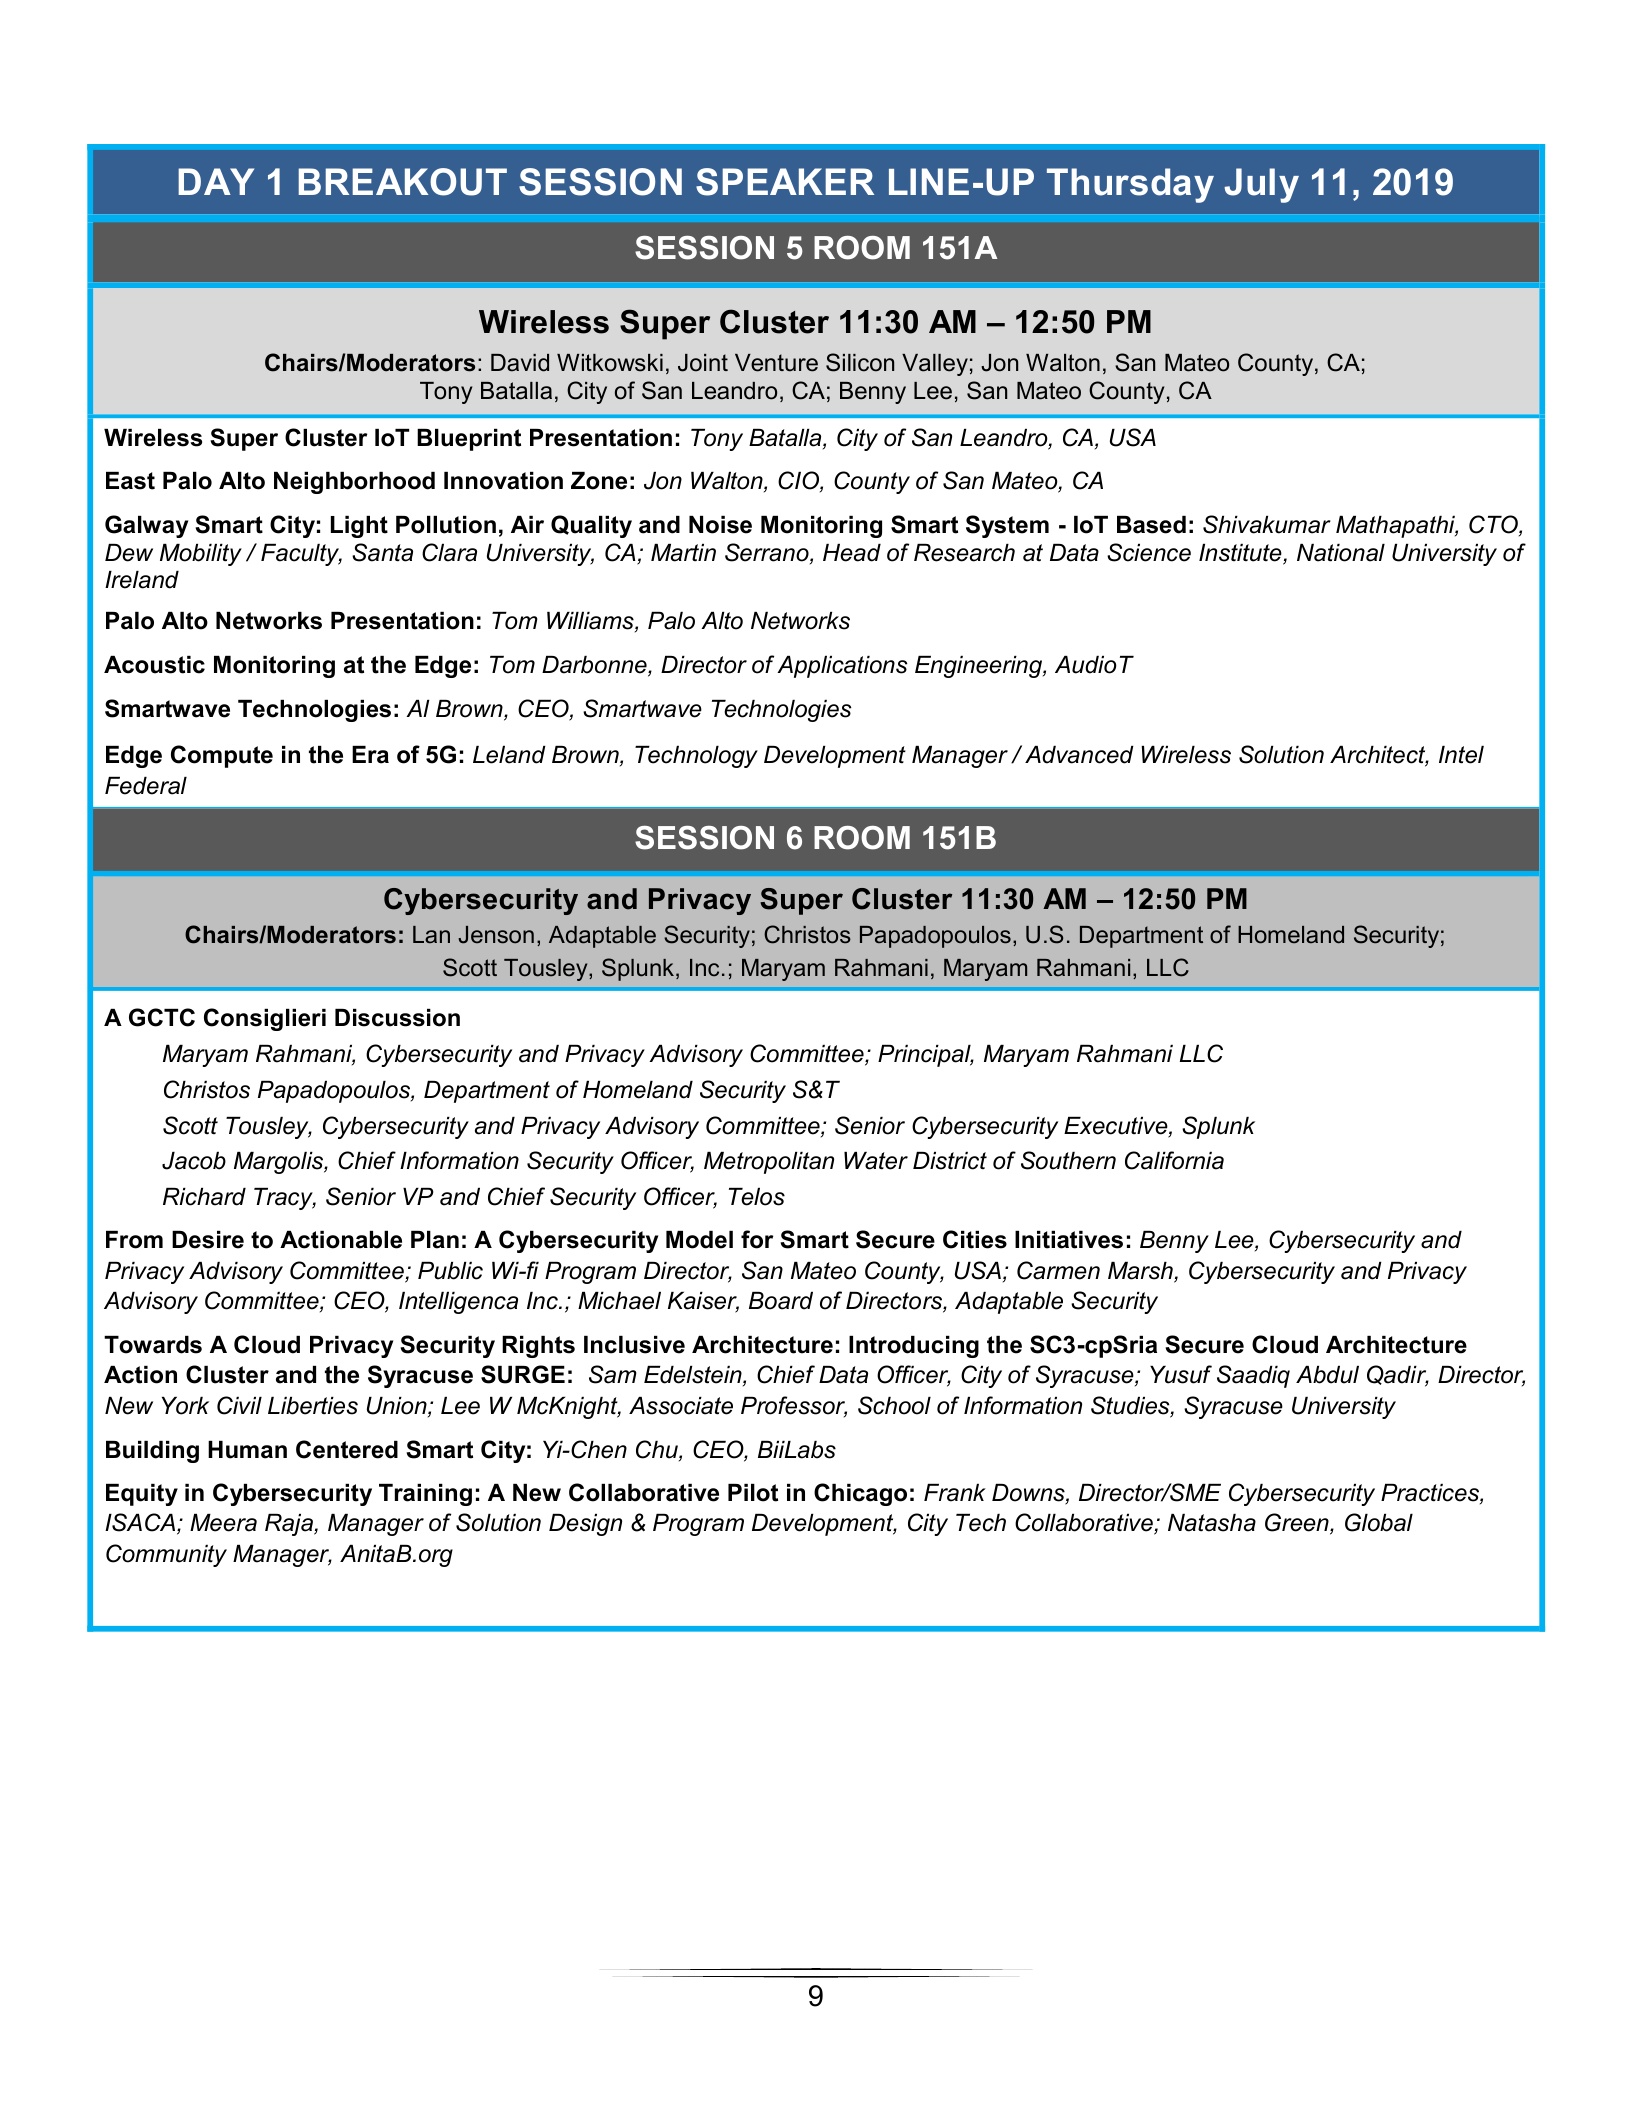 DAY 1 BREAKOUT SESSION SPEAKER LINE-UP Thursday July 11, 2019
SESSION 5 ROOM 151A
Wireless Super Cluster 11:30 AM – 12:50 PM
Chairs/Moderators: David Witkowski, Joint Venture Silicon Valley; Jon Walton, San Mateo County, CA;
Tony Batalla, City of San Leandro, CA; Benny Lee, San Mateo County, CA
Wireless Super Cluster IoT Blueprint Presentation: Tony Batalla, City of San Leandro, CA, USA
East Palo Alto Neighborhood Innovation Zone: Jon Walton, CIO, County of San Mateo, CA
Galway Smart City: Light Pollution, Air Quality and Noise Monitoring Smart System - IoT Based: Shivakumar Mathapathi, CTO,
Dew Mobility / Faculty, Santa Clara University, CA; Martin Serrano, Head of Research at Data Science Institute, National University of
Ireland
Palo Alto Networks Presentation: Tom Williams, Palo Alto Networks
Acoustic Monitoring at the Edge: Tom Darbonne, Director of Applications Engineering, AudioT
Smartwave Technologies: Al Brown, CEO, Smartwave Technologies
Edge Compute in the Era of 5G: Leland Brown, Technology Development Manager / Advanced Wireless Solution Architect, Intel
Federal
SESSION 6 ROOM 151B
Cybersecurity and Privacy Super Cluster 11:30 AM – 12:50 PM
Chairs/Moderators: Lan Jenson, Adaptable Security; Christos Papadopoulos, U.S. Department of Homeland Security;
Scott Tousley, Splunk, Inc.; Maryam Rahmani, Maryam Rahmani, LLC
A GCTC Consiglieri Discussion
Maryam Rahmani, Cybersecurity and Privacy Advisory Committee; Principal, Maryam Rahmani LLC
Christos Papadopoulos, Department of Homeland Security S&T
Scott Tousley, Cybersecurity and Privacy Advisory Committee; Senior Cybersecurity Executive, Splunk
Jacob Margolis, Chief Information Security Officer, Metropolitan Water District of Southern California
Richard Tracy, Senior VP and Chief Security Officer, Telos
From Desire to Actionable Plan: A Cybersecurity Model for Smart Secure Cities Initiatives: Benny Lee, Cybersecurity and
Privacy Advisory Committee; Public Wi-fi Program Director, San Mateo County, USA; Carmen Marsh, Cybersecurity and Privacy
Advisory Committee; CEO, Intelligenca Inc.; Michael Kaiser, Board of Directors, Adaptable Security
Towards A Cloud Privacy Security Rights Inclusive Architecture: Introducing the SC3-cpSria Secure Cloud Architecture
Action Cluster and the Syracuse SURGE: Sam Edelstein, Chief Data Officer, City of Syracuse; Yusuf Saadiq Abdul Qadir, Director,
New York Civil Liberties Union; Lee W McKnight, Associate Professor, School of Information Studies, Syracuse University
Building Human Centered Smart City: Yi-Chen Chu, CEO, BiiLabs
Equity in Cybersecurity Training: A New Collaborative Pilot in Chicago: Frank Downs, Director/SME Cybersecurity Practices,
ISACA; Meera Raja, Manager of Solution Design & Program Development, City Tech Collaborative; Natasha Green, Global
Community Manager, AnitaB.org
9